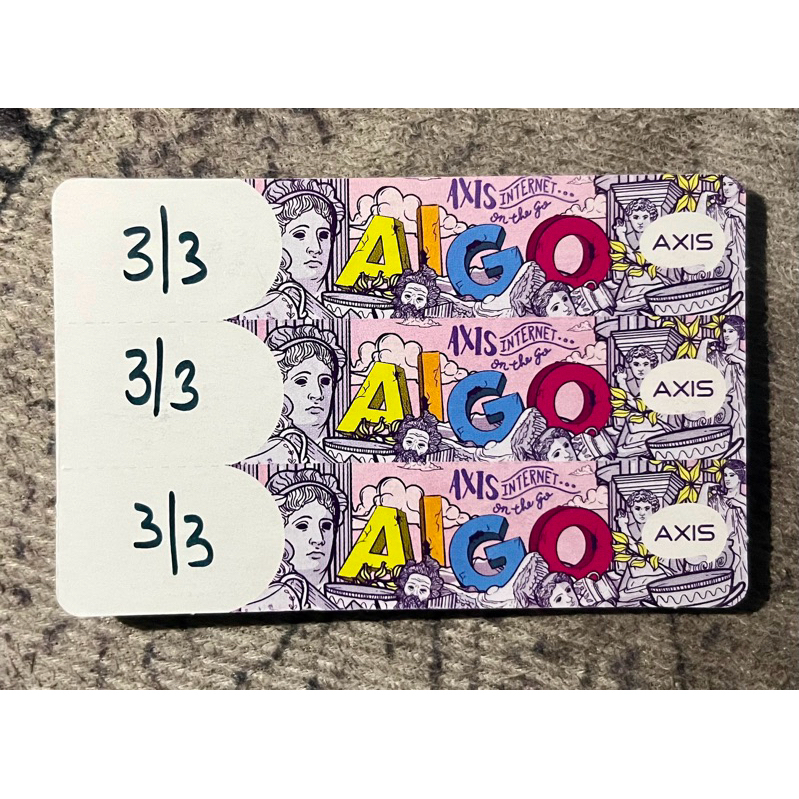 3|3
AXIS INTERNET...
on the go
AIGO
AXIS
3|3
AXIS INTERNET...
on the go
AIGO
AXIS
3|3
AXIS INTERNET...
on the go
AIGO
AXIS